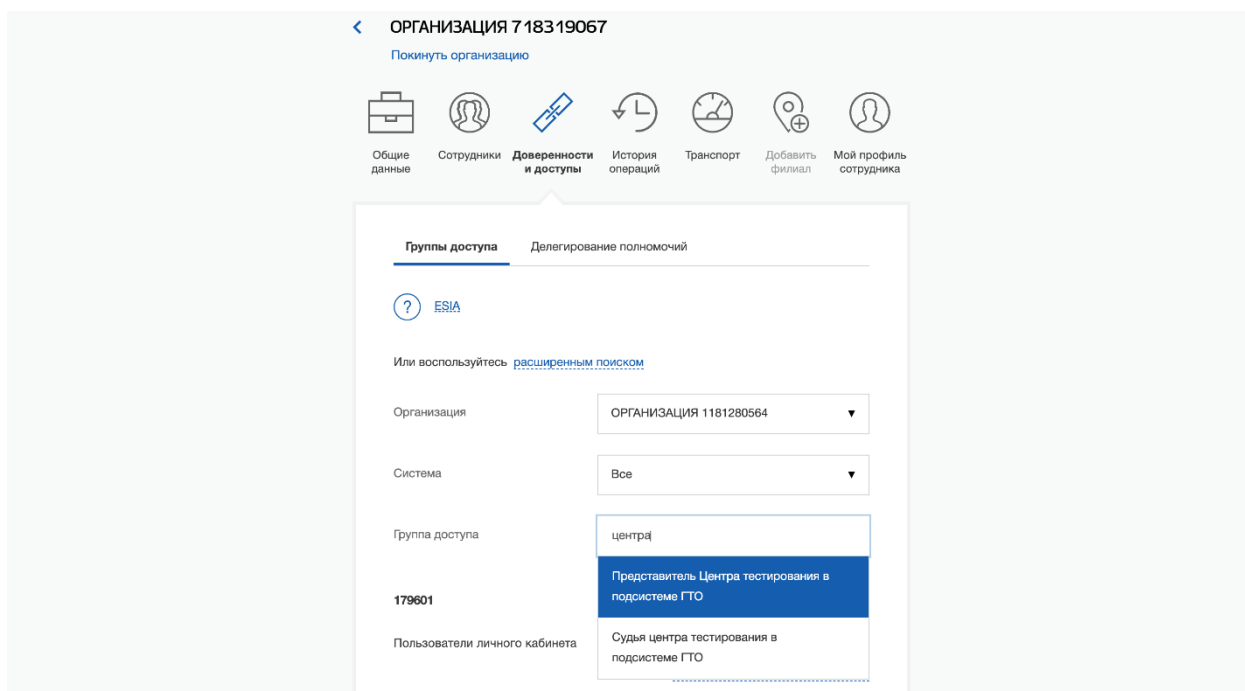 ОРГАНИЗАЦИЯ 718319067
Покинуть организацию
Общие
данные
Сотрудники
Доверенности
и доступы
История
операций
Транспорт
Добавить
филиал
Мой профиль
сотрудника
Группы доступа
Делегирование полномочий
? ESIA
Или воспользуйтесь расширенным поиском
Организация
ОРГАНИЗАЦИЯ 1181280564
Система
Все
Группа доступа
центра
Представитель Центра тестирования в
подсистеме ГТО
179601
Судья центра тестирования в
подсистеме ГТО
Пользователи личного кабинета